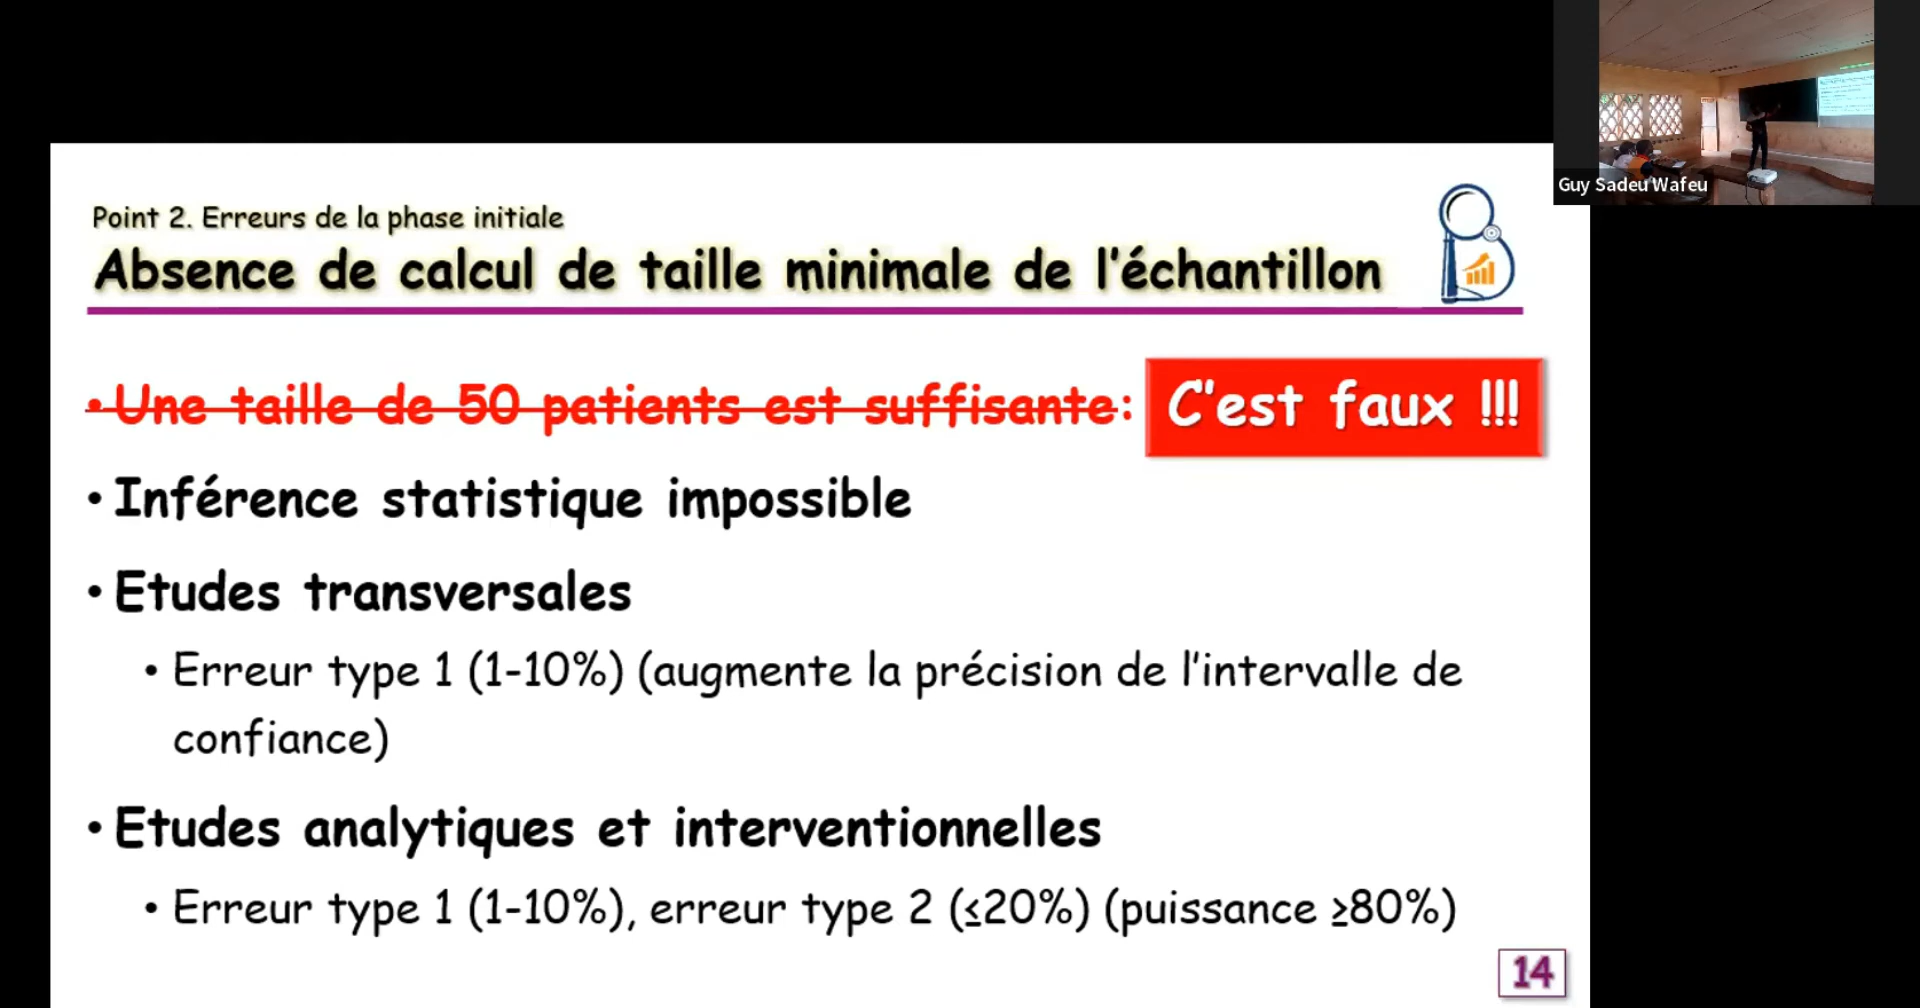 Guy Sadeu Wafeu
Point 2. Erreurs de la phase initiale
Absence de calcul de taille minimale de l'échantillon
• Une taille de 50 patients est suffisante: C'est faux !!!
• Inférence statistique impossible
• Etudes transversales
• Erreur type 1 (1-10%) (augmente la précision de l'intervalle de
confiance)
• Etudes analytiques et interventionnelles
• Erreur type 1 (1-10%), erreur type 2 (≤20%) (puissance ≥80%)
14